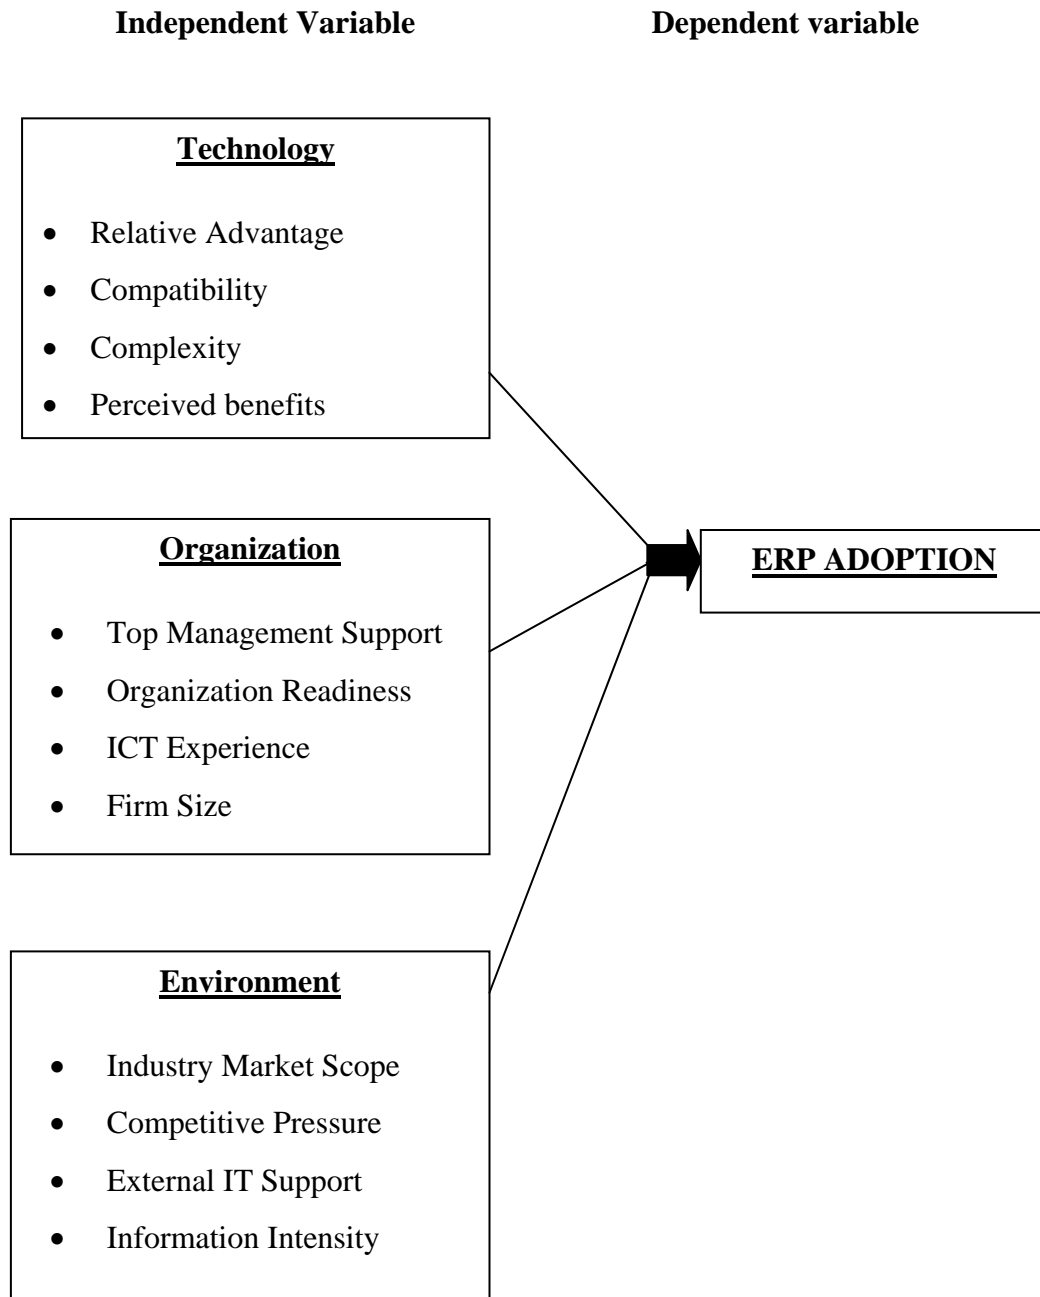 Independent Variable
Dependent variable
Technology
• Relative Advantage
• Compatibility
• Complexity
• Perceived benefits
Organization
• Top Management Support
• Organization Readiness
• ICT Experience
• Firm Size
ERP ADOPTION
Environment
• Industry Market Scope
• Competitive Pressure
• External IT Support
• Information Intensity